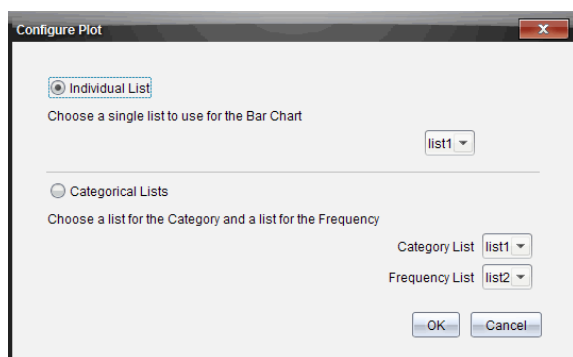 Configure Plot
Individual List
Choose a single list to use for the Bar Chart
list1
Categorical Lists
Choose a list for the Category and a list for the Frequency
Category List list1
Frequency List list2
OK Cancel